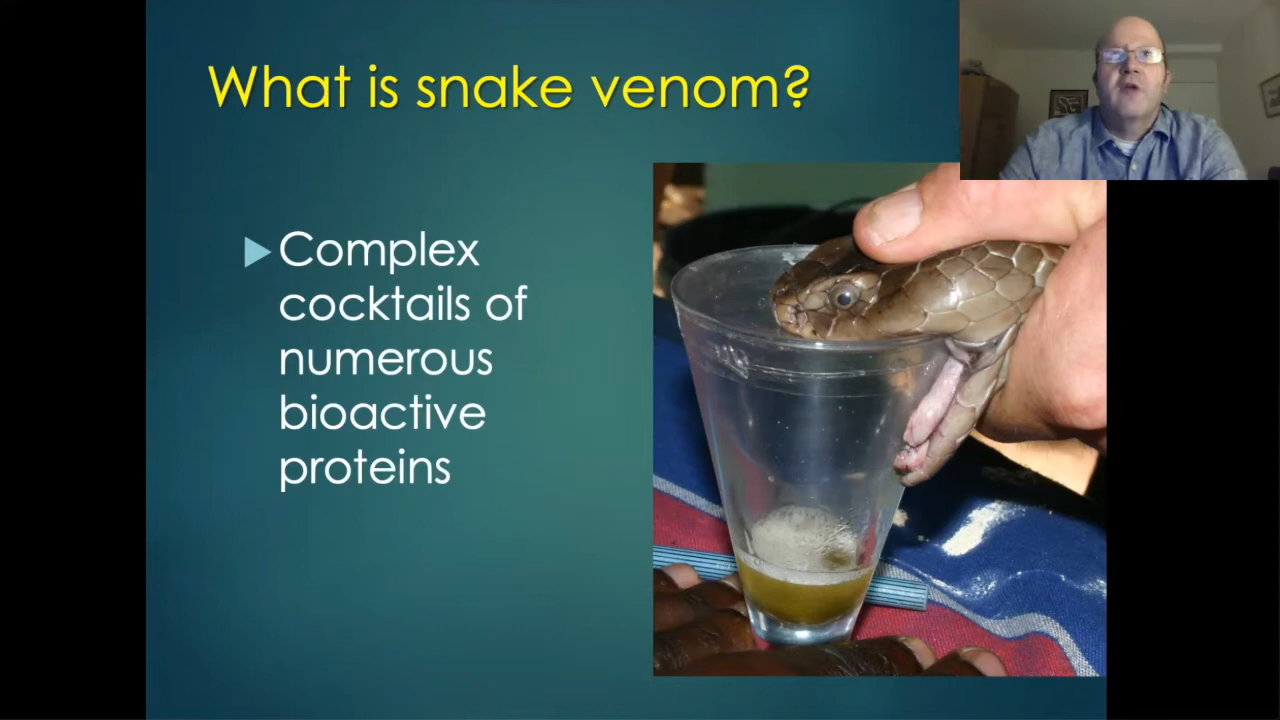 What is snake venom?
Complex
cocktails of
numerous
bioactive
proteins